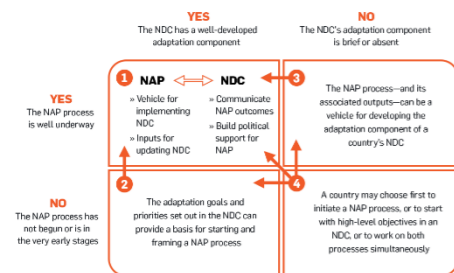 YES
The NDC has a well-developed
adaptation component
NO
The NDC's adaptation component
is brief or absent
YES
The NAP process
is well underway
1 NAP NDC
» Vehicle for
implementing
NDC
» Inputs for
updating NDC
» Communicate
NAP outcomes
» Build political
support for
NAP
3
The NAP process—and its
associated outputs—can be a
vehicle for developing the
adaptation component of a
country's NDC
NO
The NAP process has
not begun or is in
the very early stages
2
The adaptation goals and
priorities set out in the NDC can
provide a basis for starting and
framing a NAP process
4
A country may choose first to
initiate a NAP process, or to start
with high-level objectives in an
NDC, or to work on both
processes simultaneously